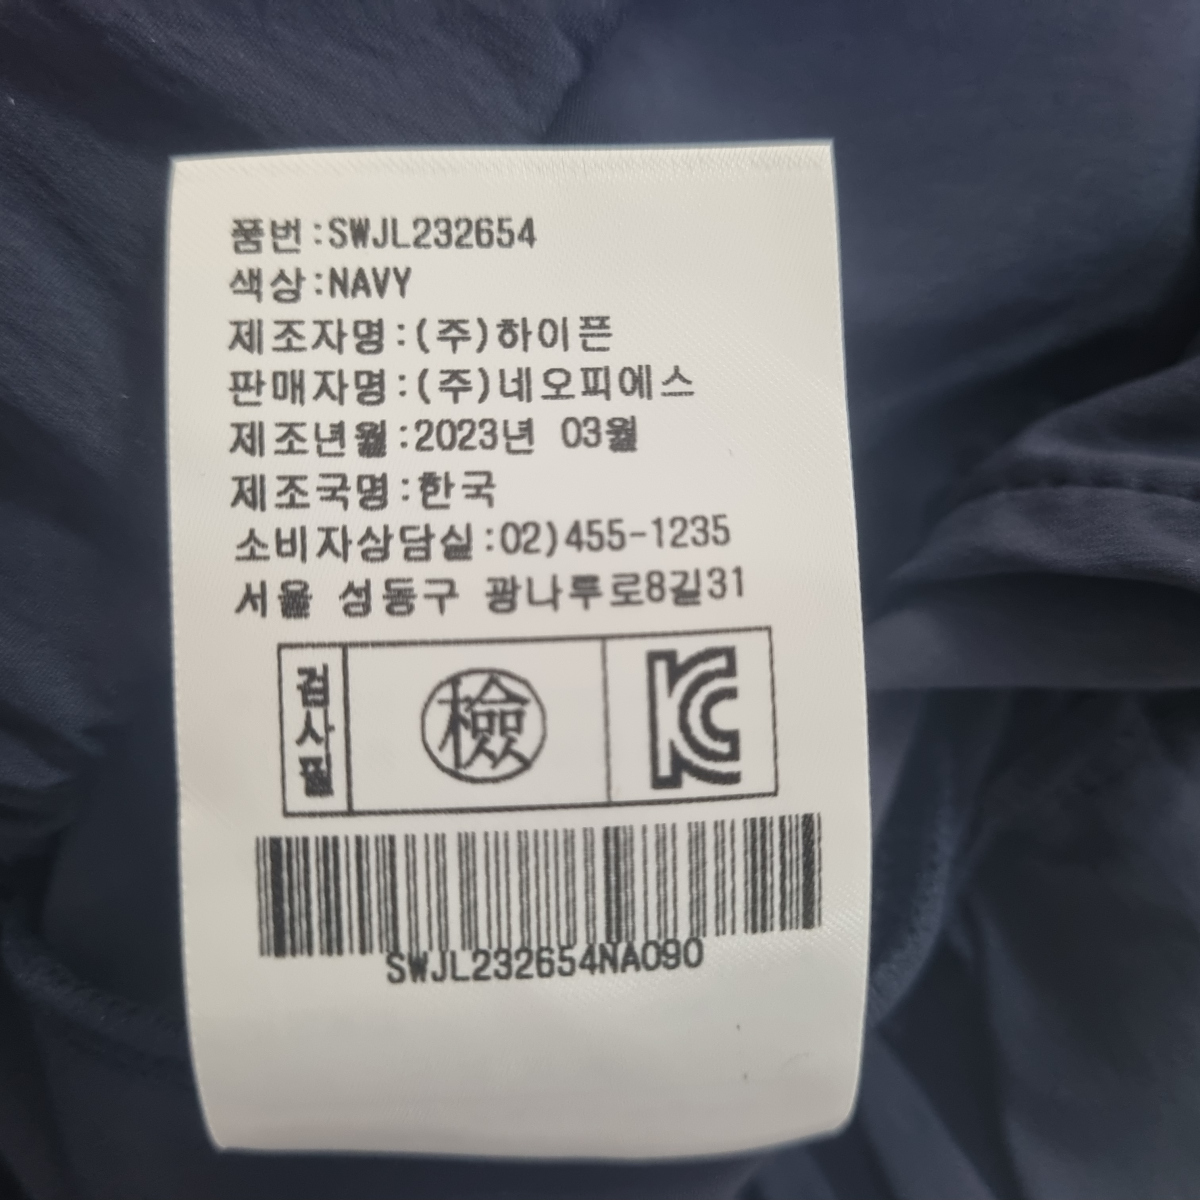 품번:SWJL232654
색상:NAVY
제조자명:(주)하이픈
판매자명:(주)네오피에스
제조년월:2023년 03월
제조국명:한국
소비자상담실:02)455-1235
서울 성동구 광나루로8길31
검사필
檢
KC
SWJL232654NA090